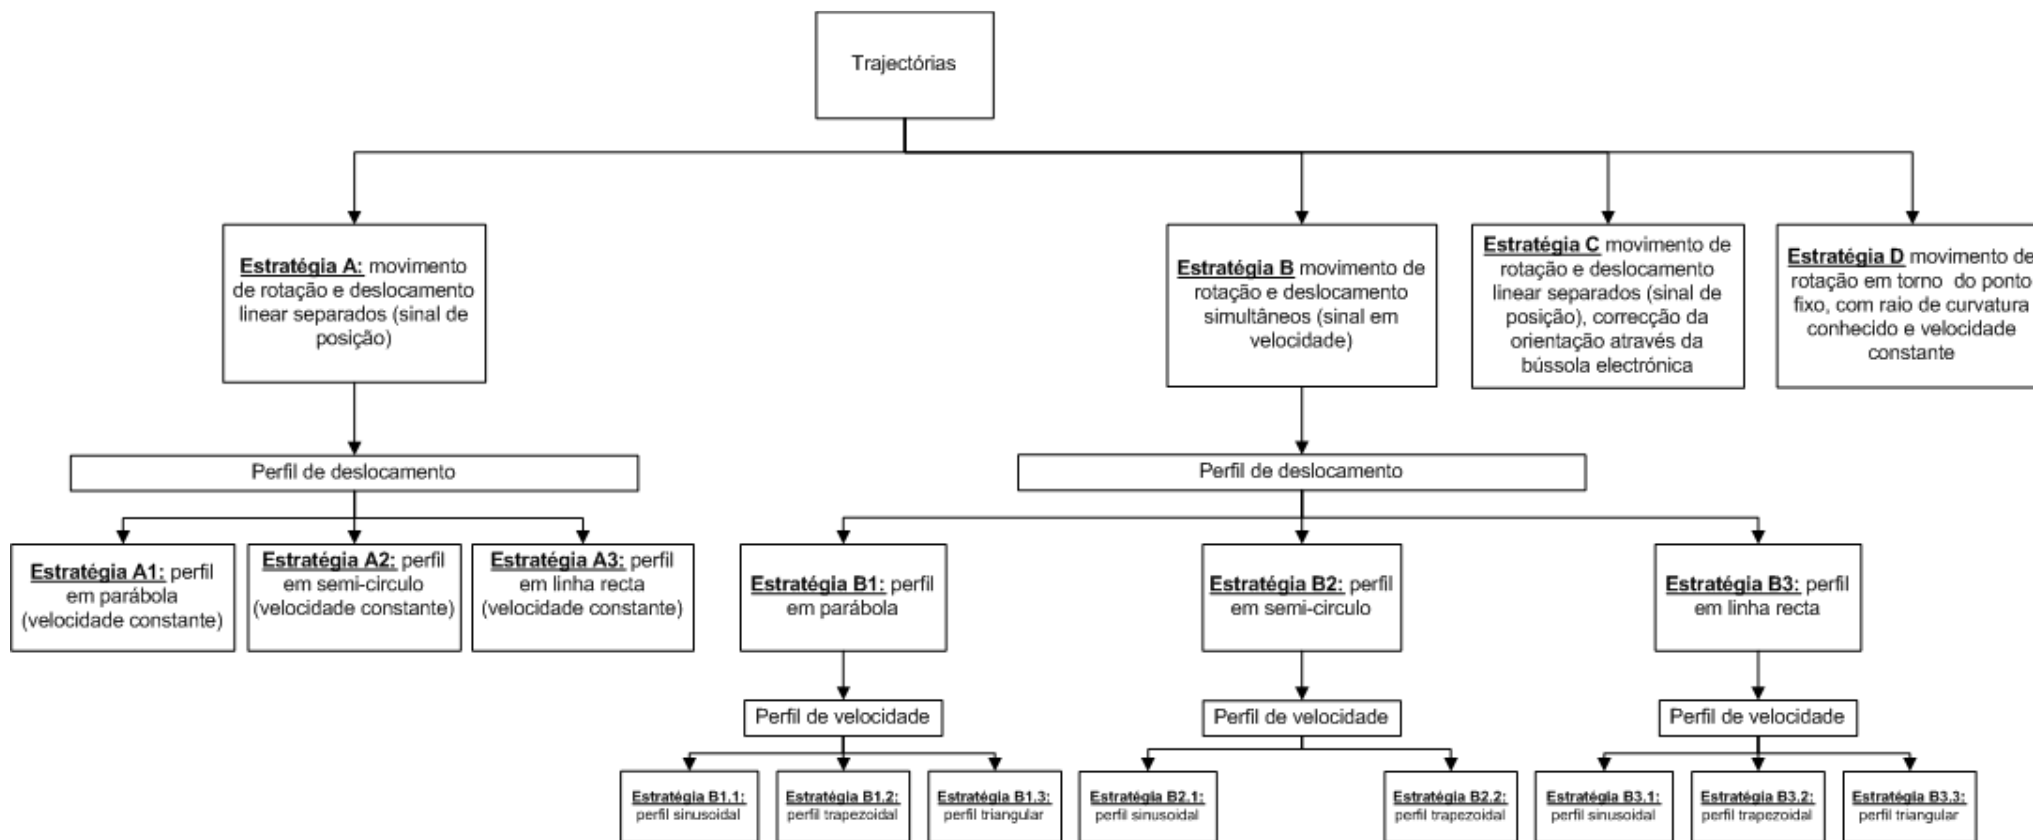 Trajectórias
Estratégia A: movimento
de rotação e deslocamento
linear separados (sinal de
posição)
Estratégia B movimento de
rotação e deslocamento
simultâneos (sinal em
velocidade)
Estratégia C movimento de
rotação e deslocamento
linear separados (sinal de
posição), correcção da
orientação através da
bússola electrónica
Estratégia D movimento de
rotação em torno do ponto
fixo, com raio de curvatura
conhecido e velocidade
constante
Perfil de deslocamento
Perfil de deslocamento
Estratégia A1: perfil
em parábola
(velocidade constante)
Estratégia A2: perfil
em semi-circulo
(velocidade constante)
Estratégia A3: perfil
em linha recta
(velocidade constante)
Estratégia B1: perfil
em parábola
Estratégia B2: perfil
em semi-circulo
Estratégia B3: perfil
em linha recta
Perfil de velocidade
Perfil de velocidade
Perfil de velocidade
Estratégia B1.1:
perfil sinusoidal
Estratégia B1.2:
perfil trapezoidal
Estratégia B1.3:
perfil triangular
Estratégia B2.1:
perfil sinusoidal
Estratégia B2.2:
perfil trapezoidal
Estratégia B3.1:
perfil sinusoidal
Estratégia B3.2:
perfil trapezoidal
Estratégia B3.3:
perfil triangular